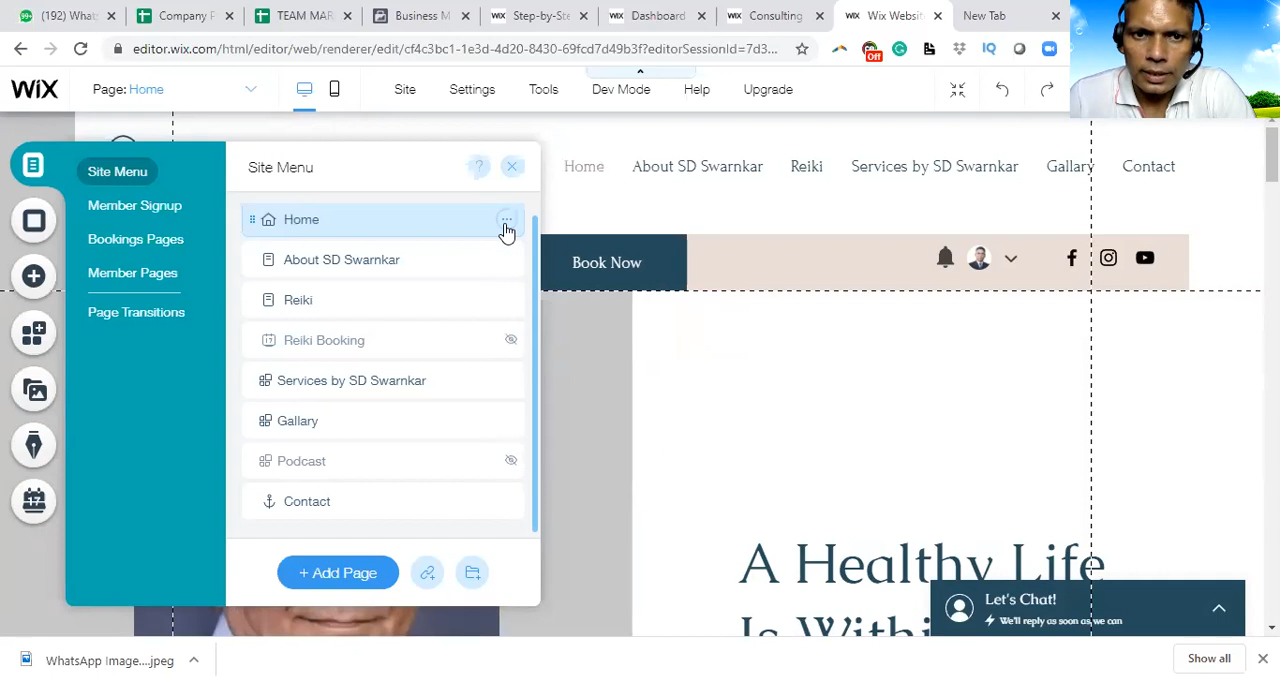 (192) What
Company P
TEAM MAR
Business M
Step-by-Ste
Dashboard
Consulting
Wix Websit
New Tab
editor.wix.com/html/editor/web/renderer/edit/cf4c3bc1-1e3d-4d20-8430-69fcd7d49b3f?editorSessionId=7d3...
Off
IQ
WiX
Page: Home
Site
Settings
Tools
Dev Mode
Help
Upgrade
Site Menu
Member Signup
Bookings Pages
Member Pages
Page Transitions
Site Menu
?
Home
About SD Swarnkar
Reiki
Reiki Booking
Services by SD Swarnkar
Gallary
Podcast
Contact
+ Add Page
17
Home
About SD Swarnkar
Reiki
Services by SD Swarnkar
Gallary
Contact
Book Now
A Healthy Life
Is With
Let's Chat!
We'll reply as soon as we can
WhatsApp Image....jpeg
Show all